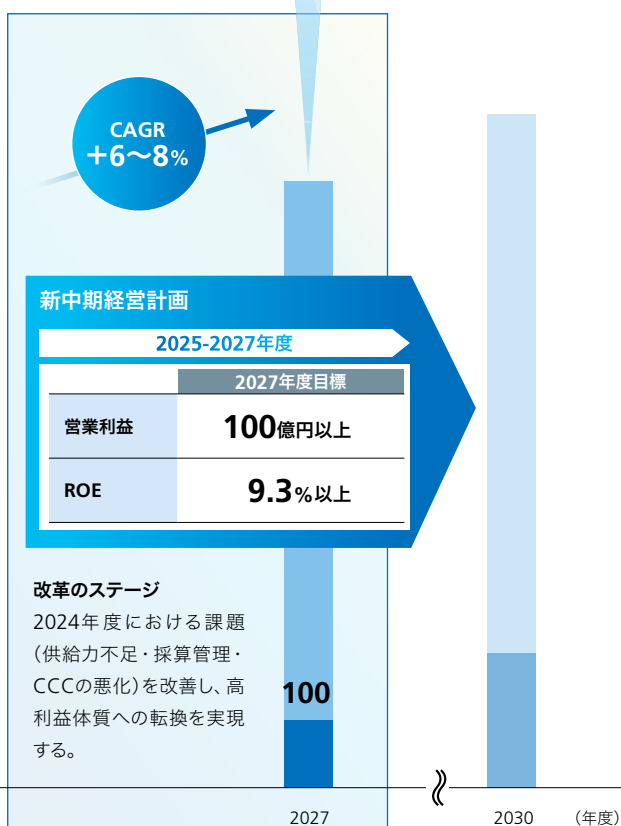 CAGR
+6〜8%
新中期経営計画
2025-2027年度
2027年度目標
営業利益 100億円以上
ROE 9.3%以上
改革のステージ
2024年度における課題
(供給力不足・採算管理・
CCCの悪化)を改善し、高
利益体質への転換を実現
する。
100
2027 2030 (年度)